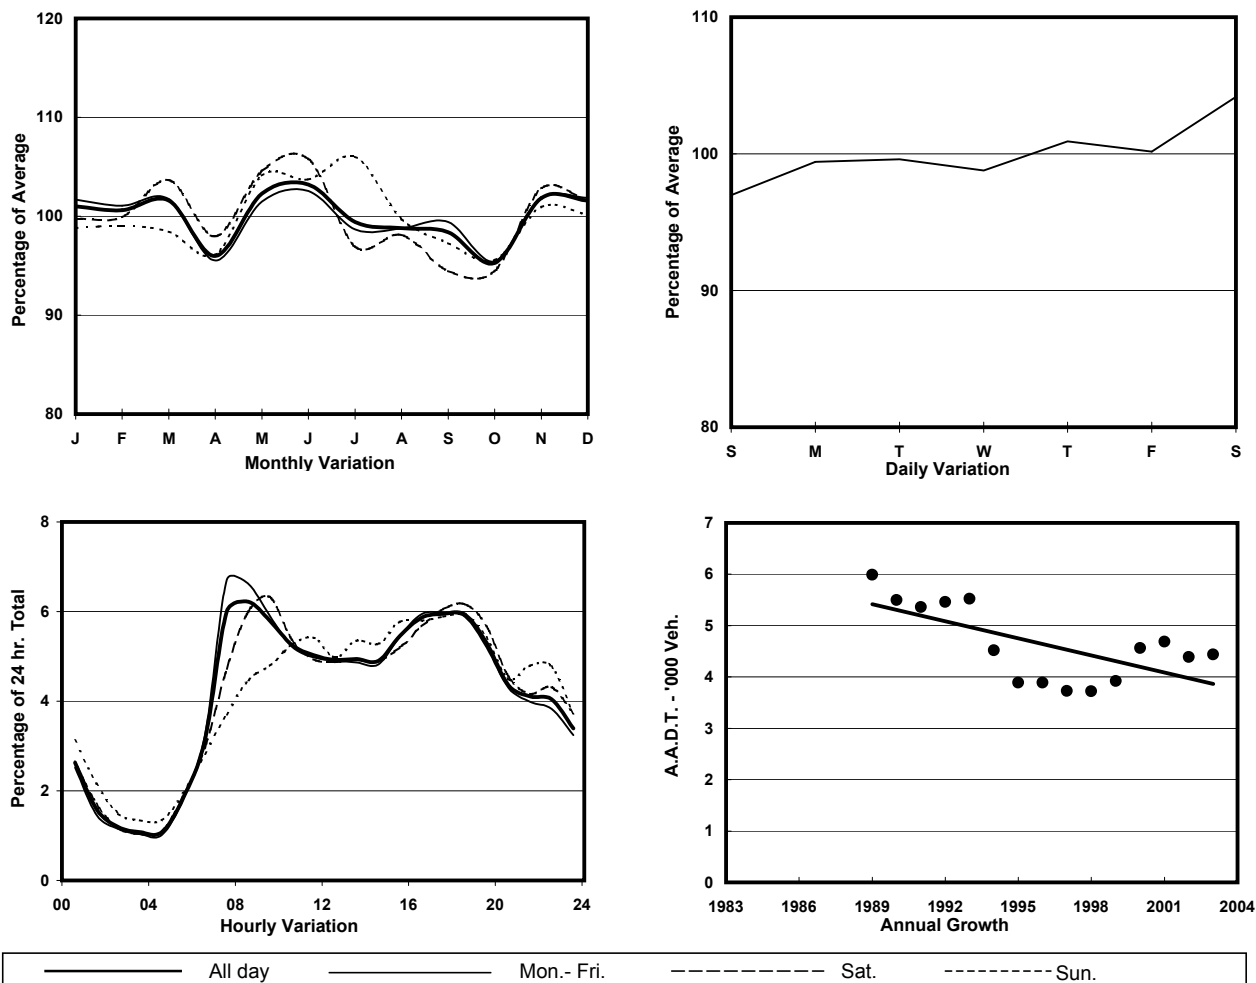 120
110
100
90
80
Percentage of Average
J F M A M J J A S O N D
Monthly Variation
110
100
90
80
Percentage of Average
S M T W T F S
Daily Variation
8
6
4
2
0
Percentage of 24 hr. Total
00 04 08 12 16 20 24
Hourly Variation
7
6
5
4
3
2
1
0
A.A.D.T. - '000 Veh.
1983 1986 1989 1992 1995 1998 2001 2004
Annual Growth
All day Mon.- Fri. Sat. Sun.